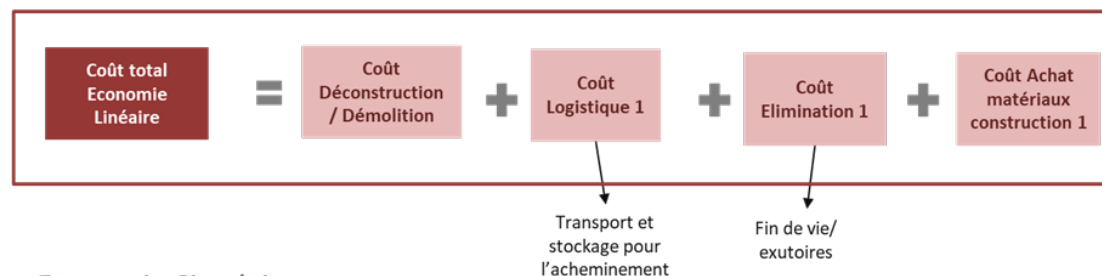 Coût total
Economie
Linéaire
=
Coût
Déconstruction
/ Démolition
+
Coût
Logistique 1
+
Coût
Elimination 1
+
Coût Achat
matériaux
construction 1
Transport et
stockage pour
l'acheminement
Fin de vie/
exutoires